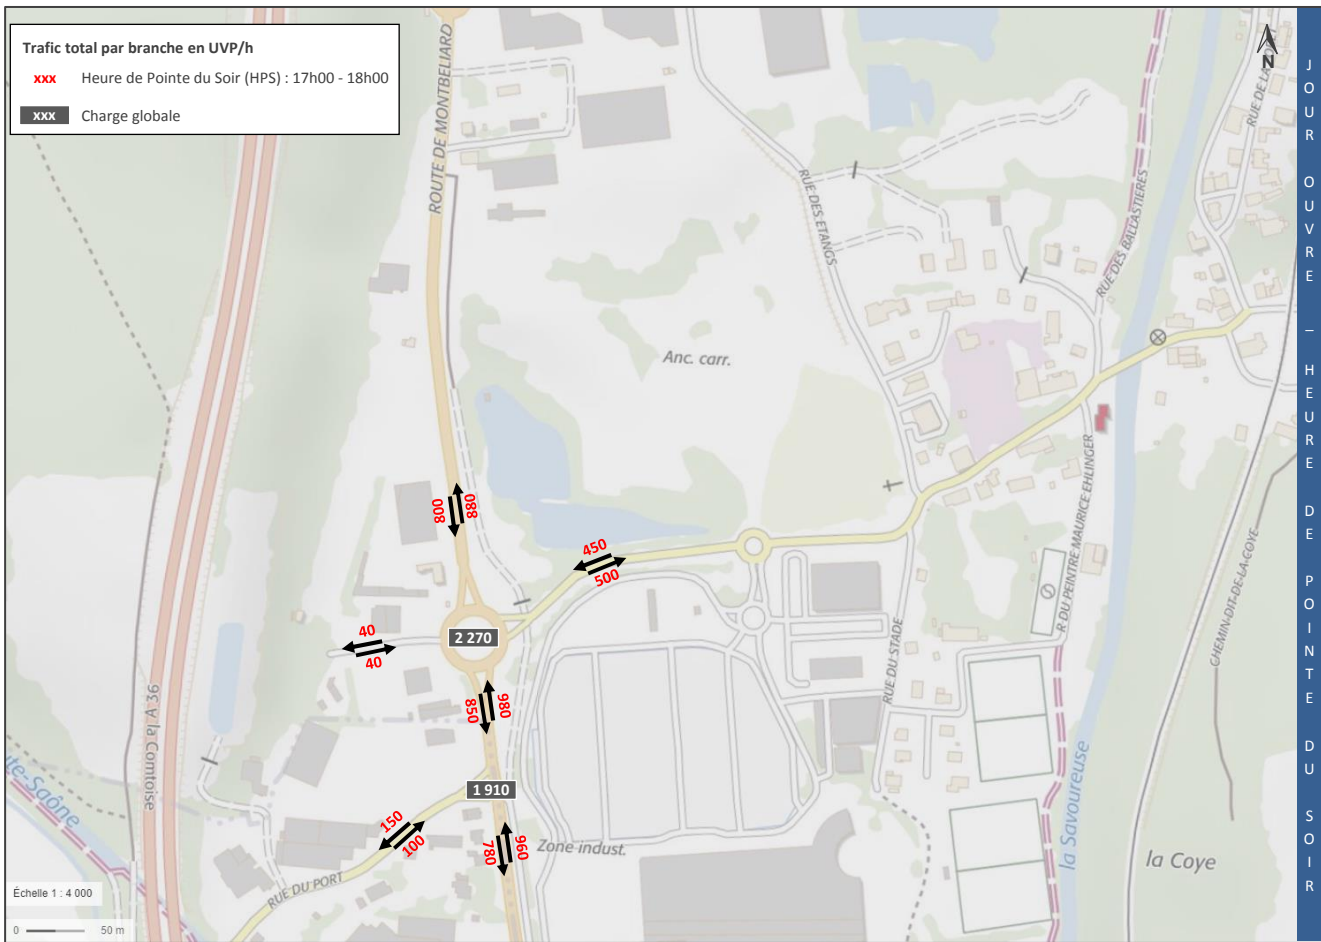 Trafic total par branche en UVP/h
xxx Heure de Pointe du Soir (HPS) : 17h00 - 18h00
xxx Charge globale
N
JOUR OUVRE – HEURE DE POINTE DU SOIR
ROUTE DE MONTBELIARD
RUE DES ETANGS
RUE DES BALLASTIERES
RUE DE LA
Anc. carr.
R DU PEINTRE MAURICE EHLINGER
CHEMIN-DIT-DE-LA-COYE
800
880
450
500
40
40
2 270
850
980
RUE DU STADE
A 36 la Comtoise
te-Saône
1 910
150
100
780
960
Zone indust.
RUE DU PORT
la Savoureuse
la Coye
Échelle 1 : 4 000
0 50 m